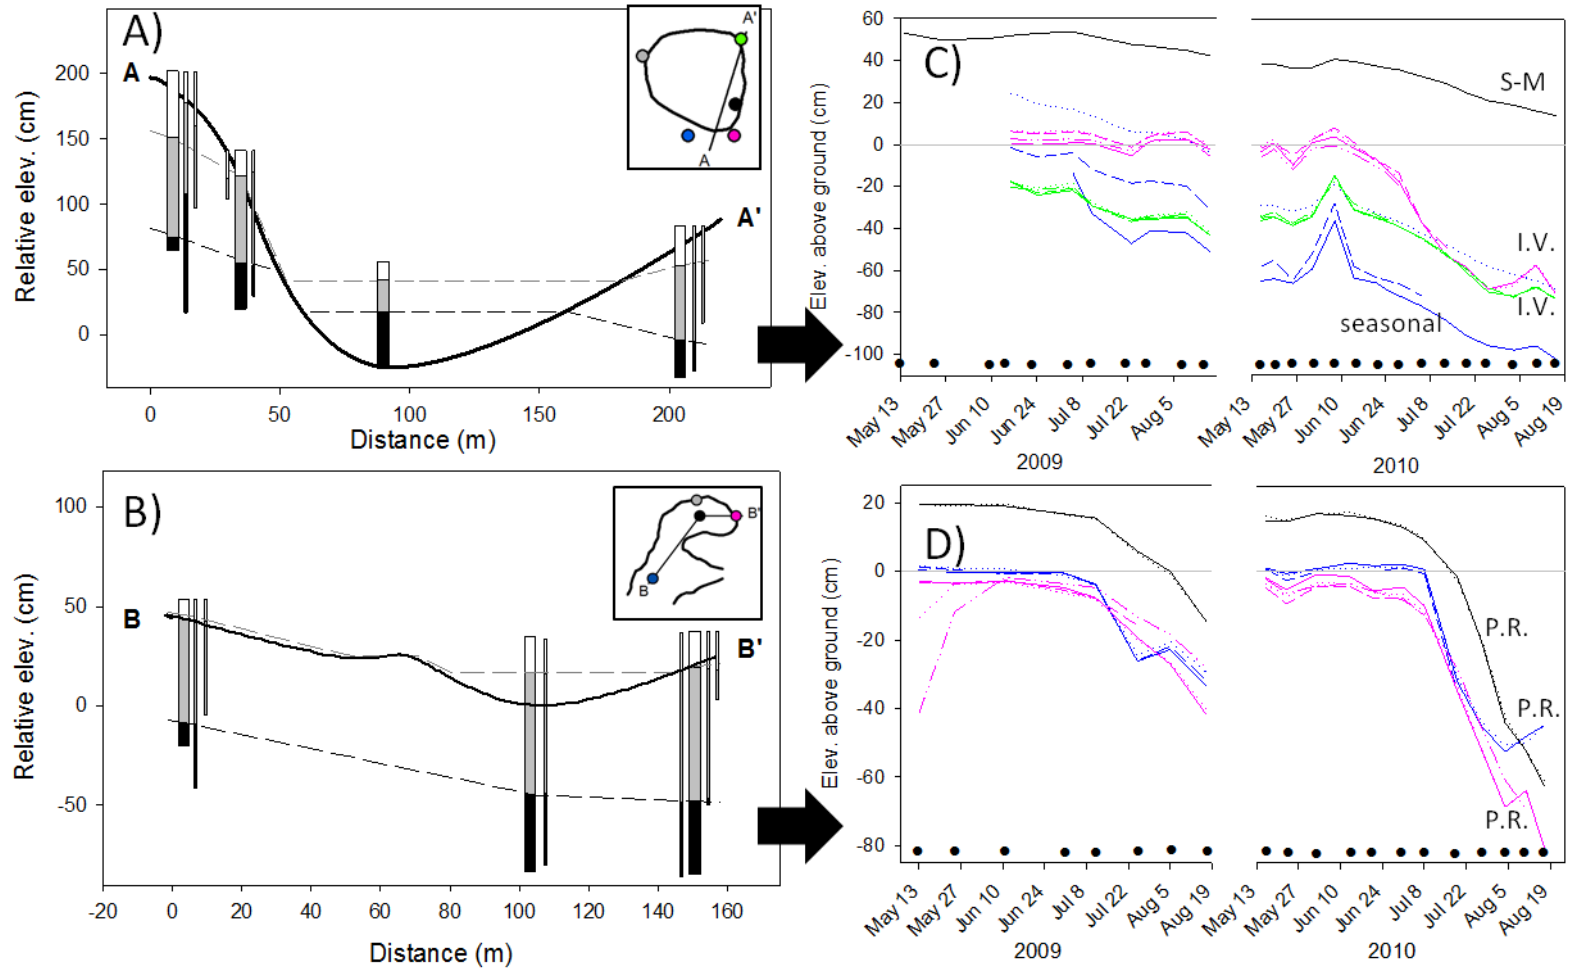 A)
A
A'
Relative elev. (cm)
200
150
100
50
0
0 50 100 150 200
Distance (m)
A'
A
C)
Elev. above ground (cm)
60
40
20
0
-20
-40
-60
-80
-100
S-M
I.V.
I.V.
seasonal
May 13 May 27 Jun 10 Jun 24 Jul 8 Jul 22 Aug 5
May 13 May 27 Jun 10 Jun 24 Jul 8 Jul 22 Aug 5 Aug 19
2009 2010
B)
B
B'
Relative elev. (cm)
100
50
0
-50
-20 0 20 40 60 80 100 120 140 160
Distance (m)
B'
B
D)
Elev. above ground (cm)
20
0
-20
-40
-60
-80
P.R.
P.R.
P.R.
May 13 May 27 Jun 10 Jun 24 Jul 8 Jul 22 Aug 5 Aug 19
May 13 May 27 Jun 10 Jun 24 Jul 8 Jul 22 Aug 5 Aug 19
2009 2010